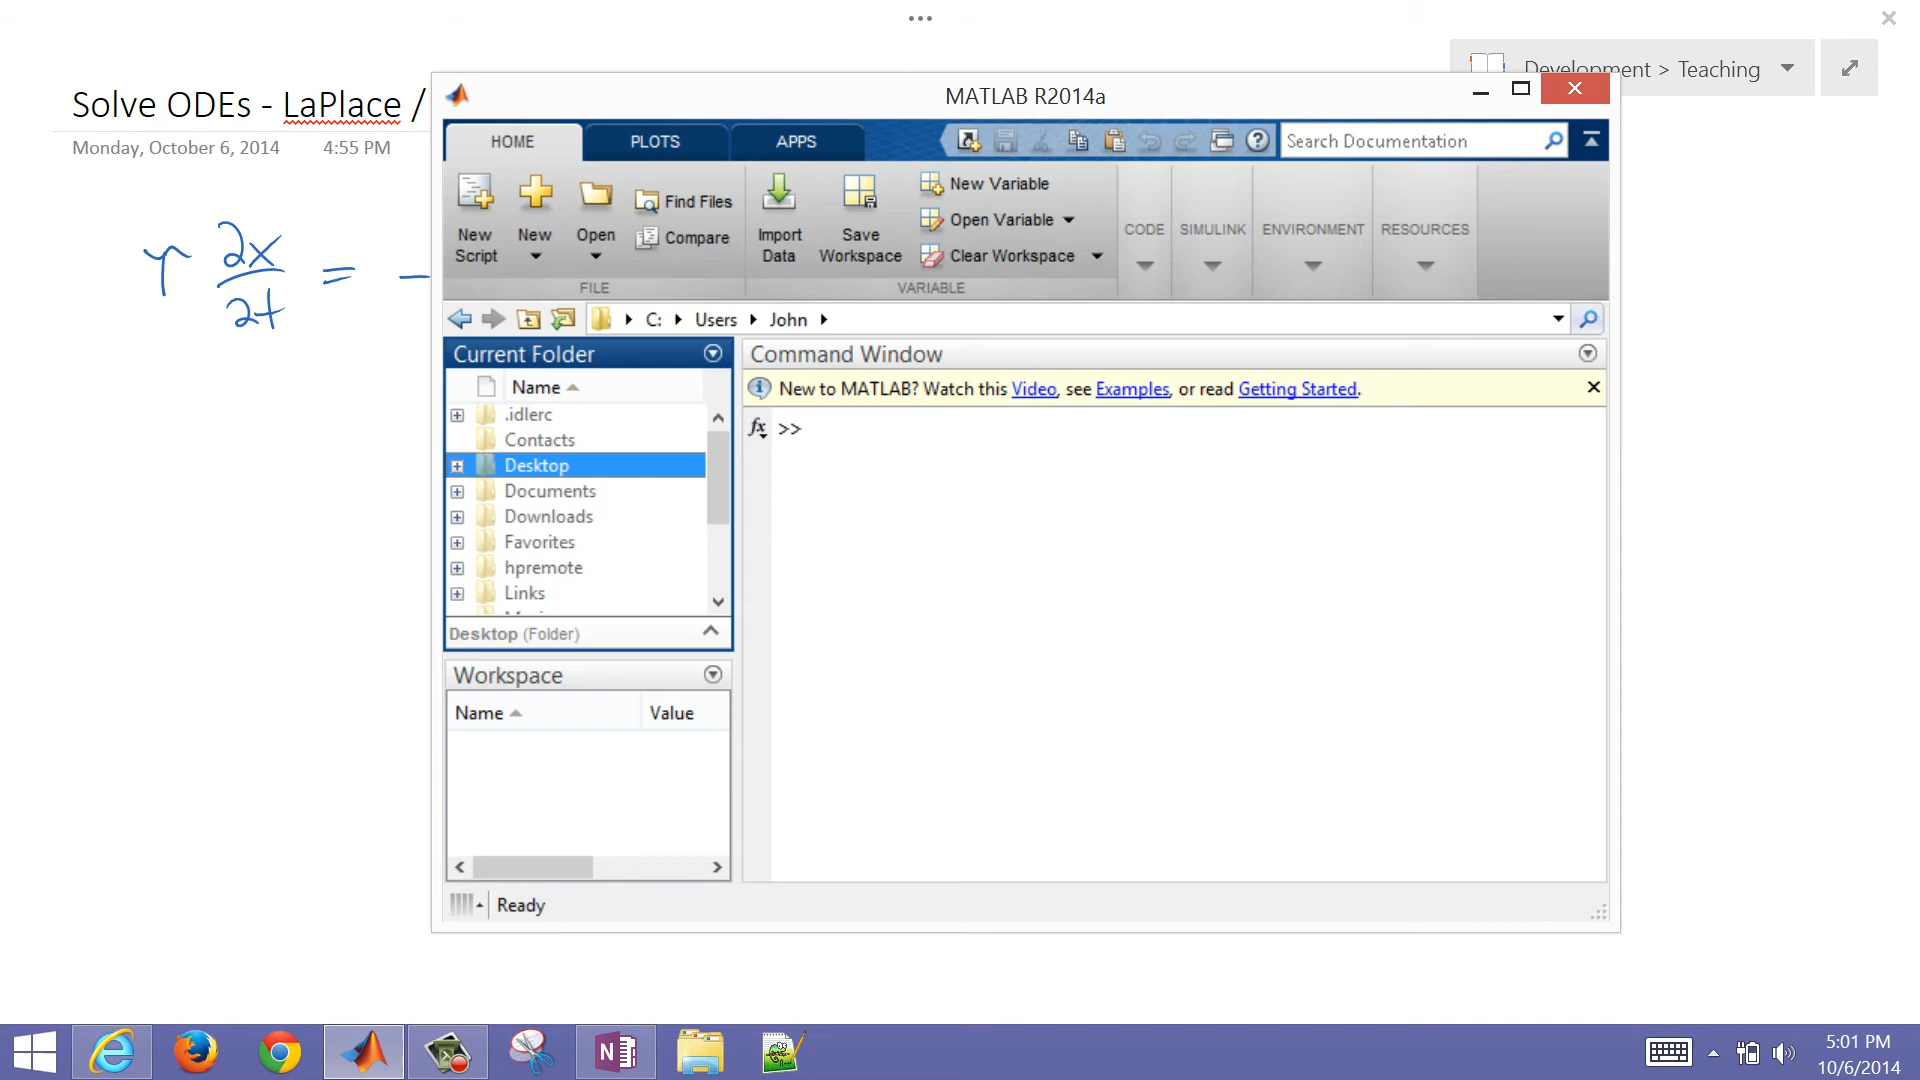 Development > Teaching
Solve ODEs - LaPlace /
Monday, October 6, 2014 4:55 PM
τ ∂x/∂t = -
MATLAB R2014a
HOME PLOTS APPS
Search Documentation
New Script
New
Open
Find Files
Compare
FILE
Import Data
Save Workspace
New Variable
Open Variable
Clear Workspace
VARIABLE
CODE
SIMULINK
ENVIRONMENT
RESOURCES
C: Users John
Current Folder
Name
.idlerc
Contacts
Desktop
Documents
Downloads
Favorites
hpremote
Links
Desktop (Folder)
Workspace
Name Value
Command Window
New to MATLAB? Watch this Video, see Examples, or read Getting Started.
fx >>
Ready
5:01 PM
10/6/2014